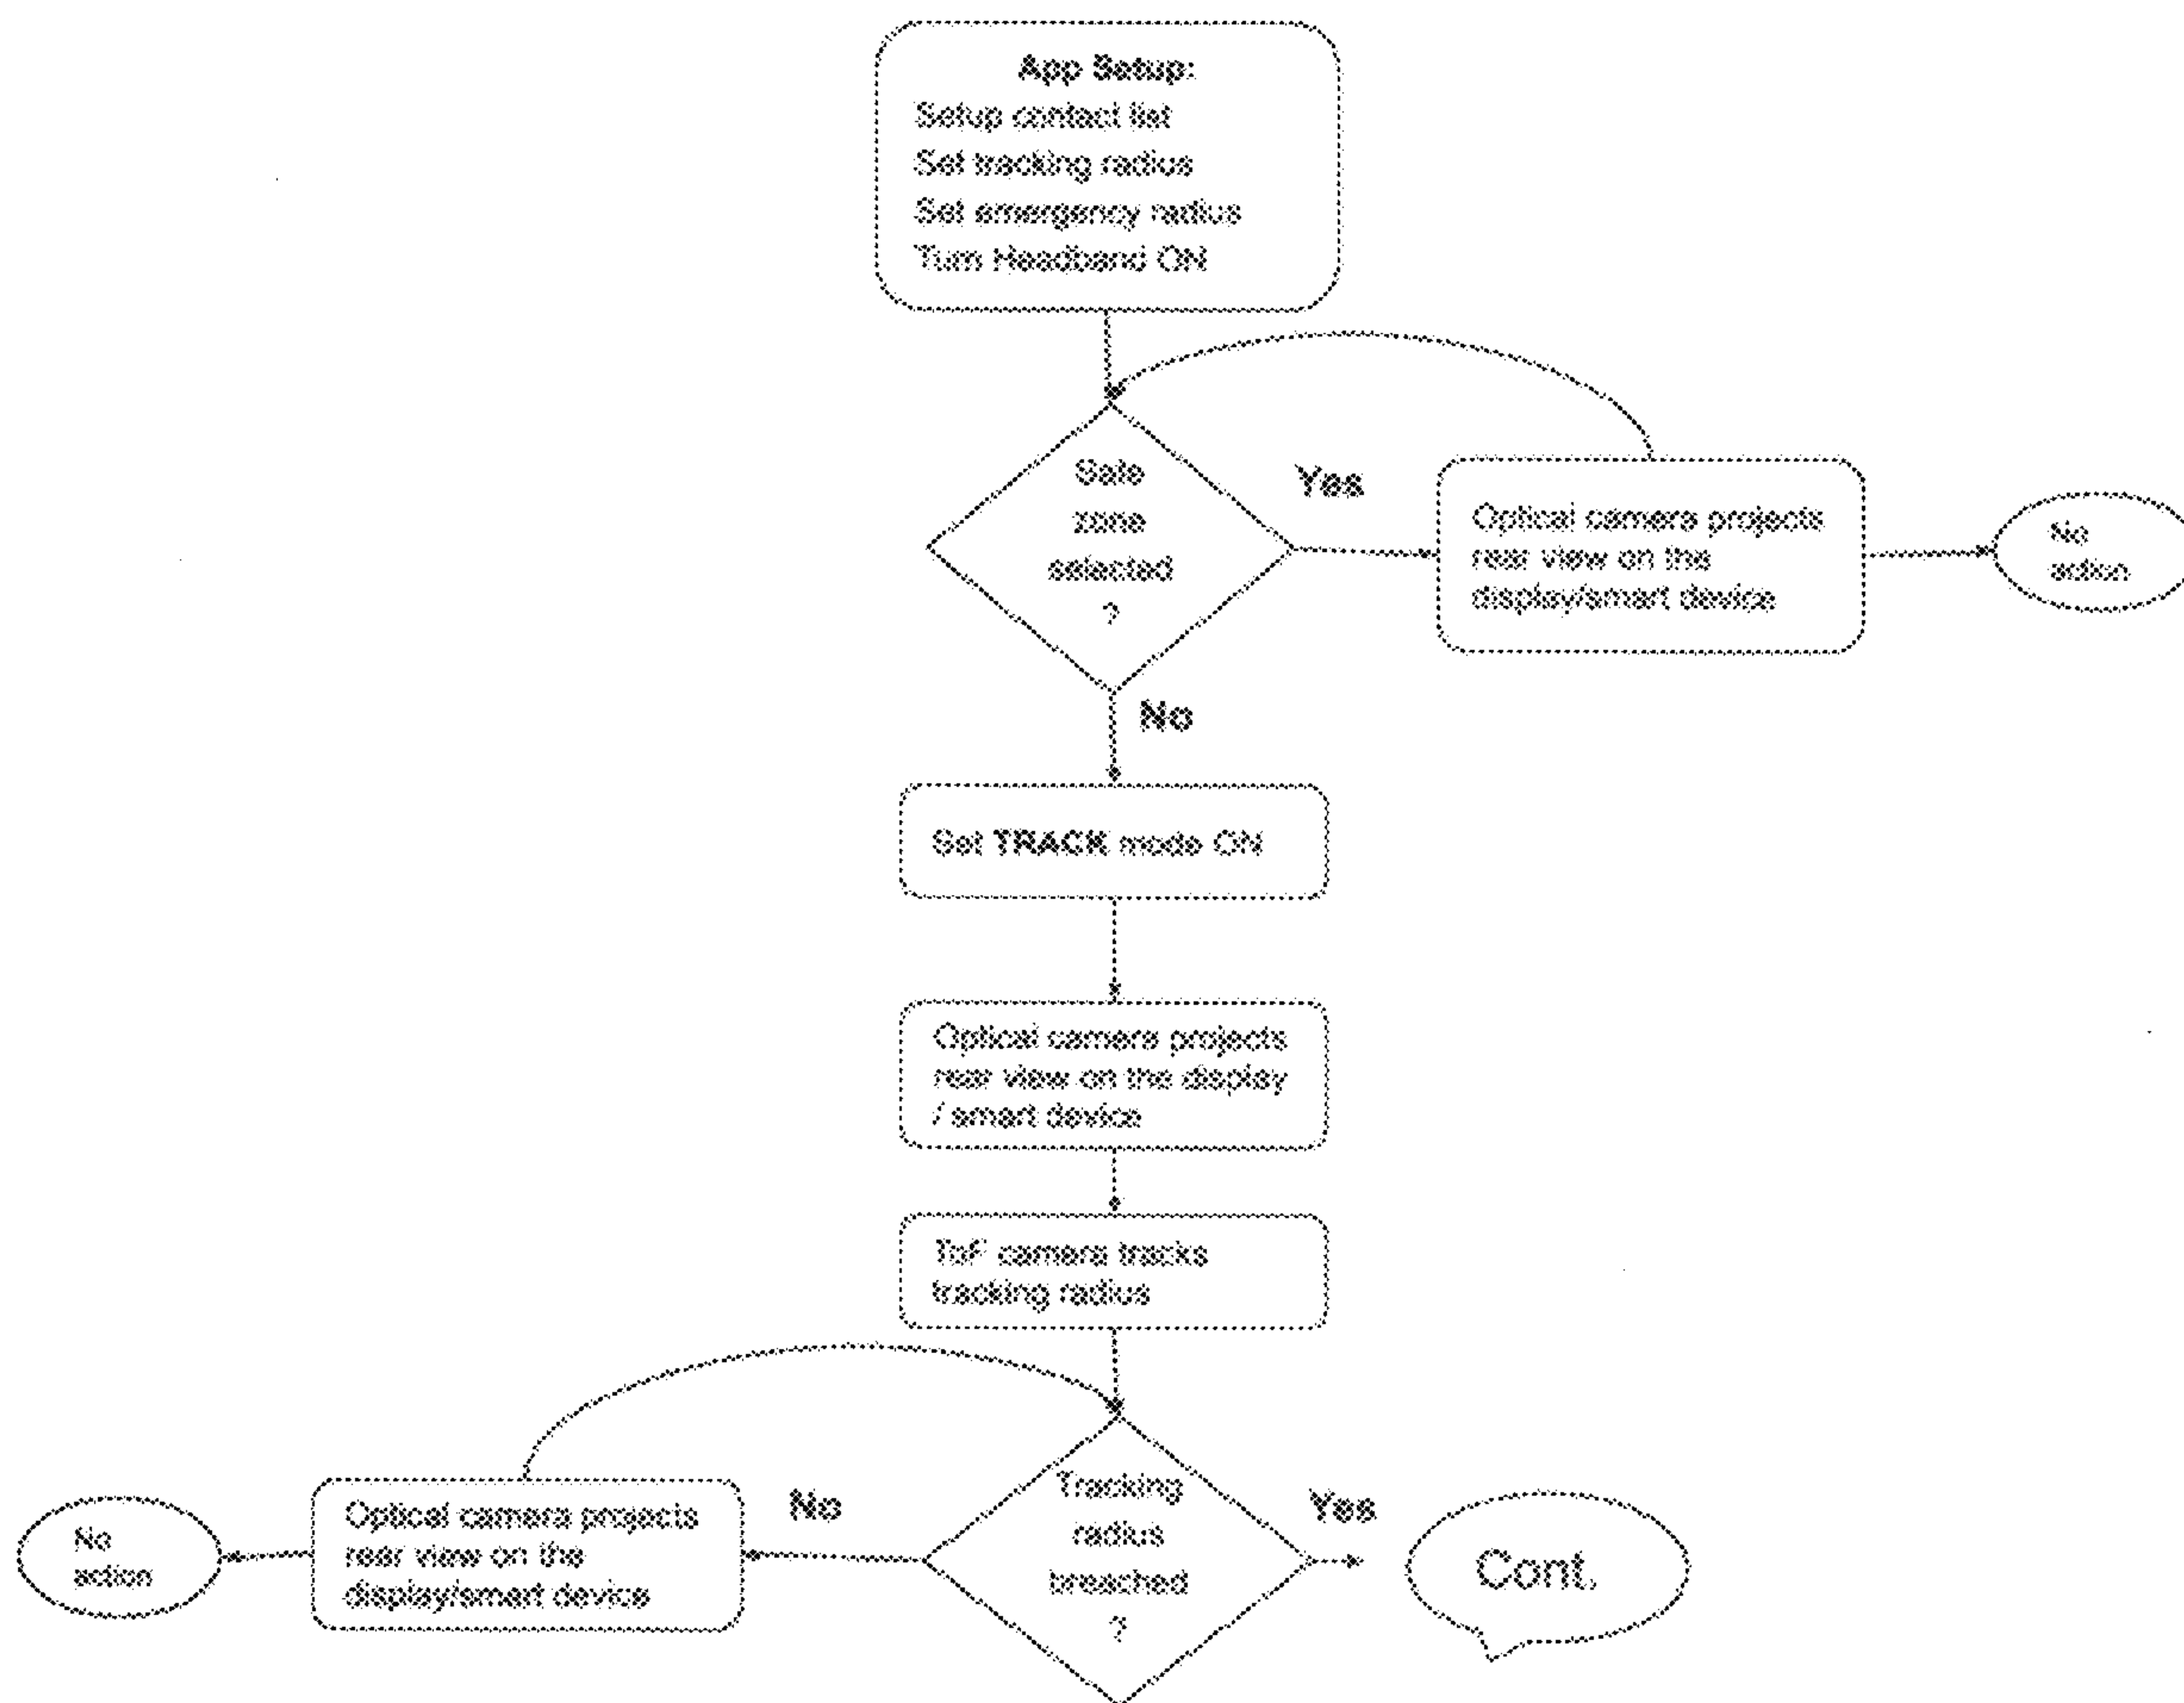 App Setup:
Setup contact list
Set tracking radius
Set emergency radius
Turn Headband ON
Safe
zone
selected
?
Yes
Optical camera projects
rear view on the
display/smart device
No
action
No
Set TRACK mode ON
Optical camera projects
rear view on the display
/ smart device
ToF camera tracks
tracking radius
No
action
Optical camera projects
rear view on the
display/smart device
No
Tracking
radius
breached
?
Yes
Cont.